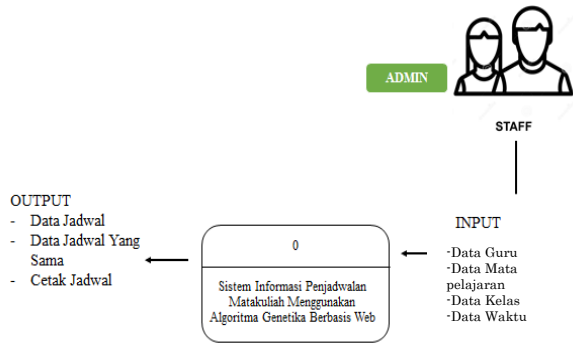 ADMIN
STAFF
OUTPUT
- Data Jadwal
- Data Jadwal Yang
Sama
- Cetak Jadwal
0
Sistem Informasi Penjadwalan
Matakuliah Menggunakan
Algoritma Genetika Berbasis Web
INPUT
-Data Guru
-Data Mata
pelajaran
-Data Kelas
-Data Waktu